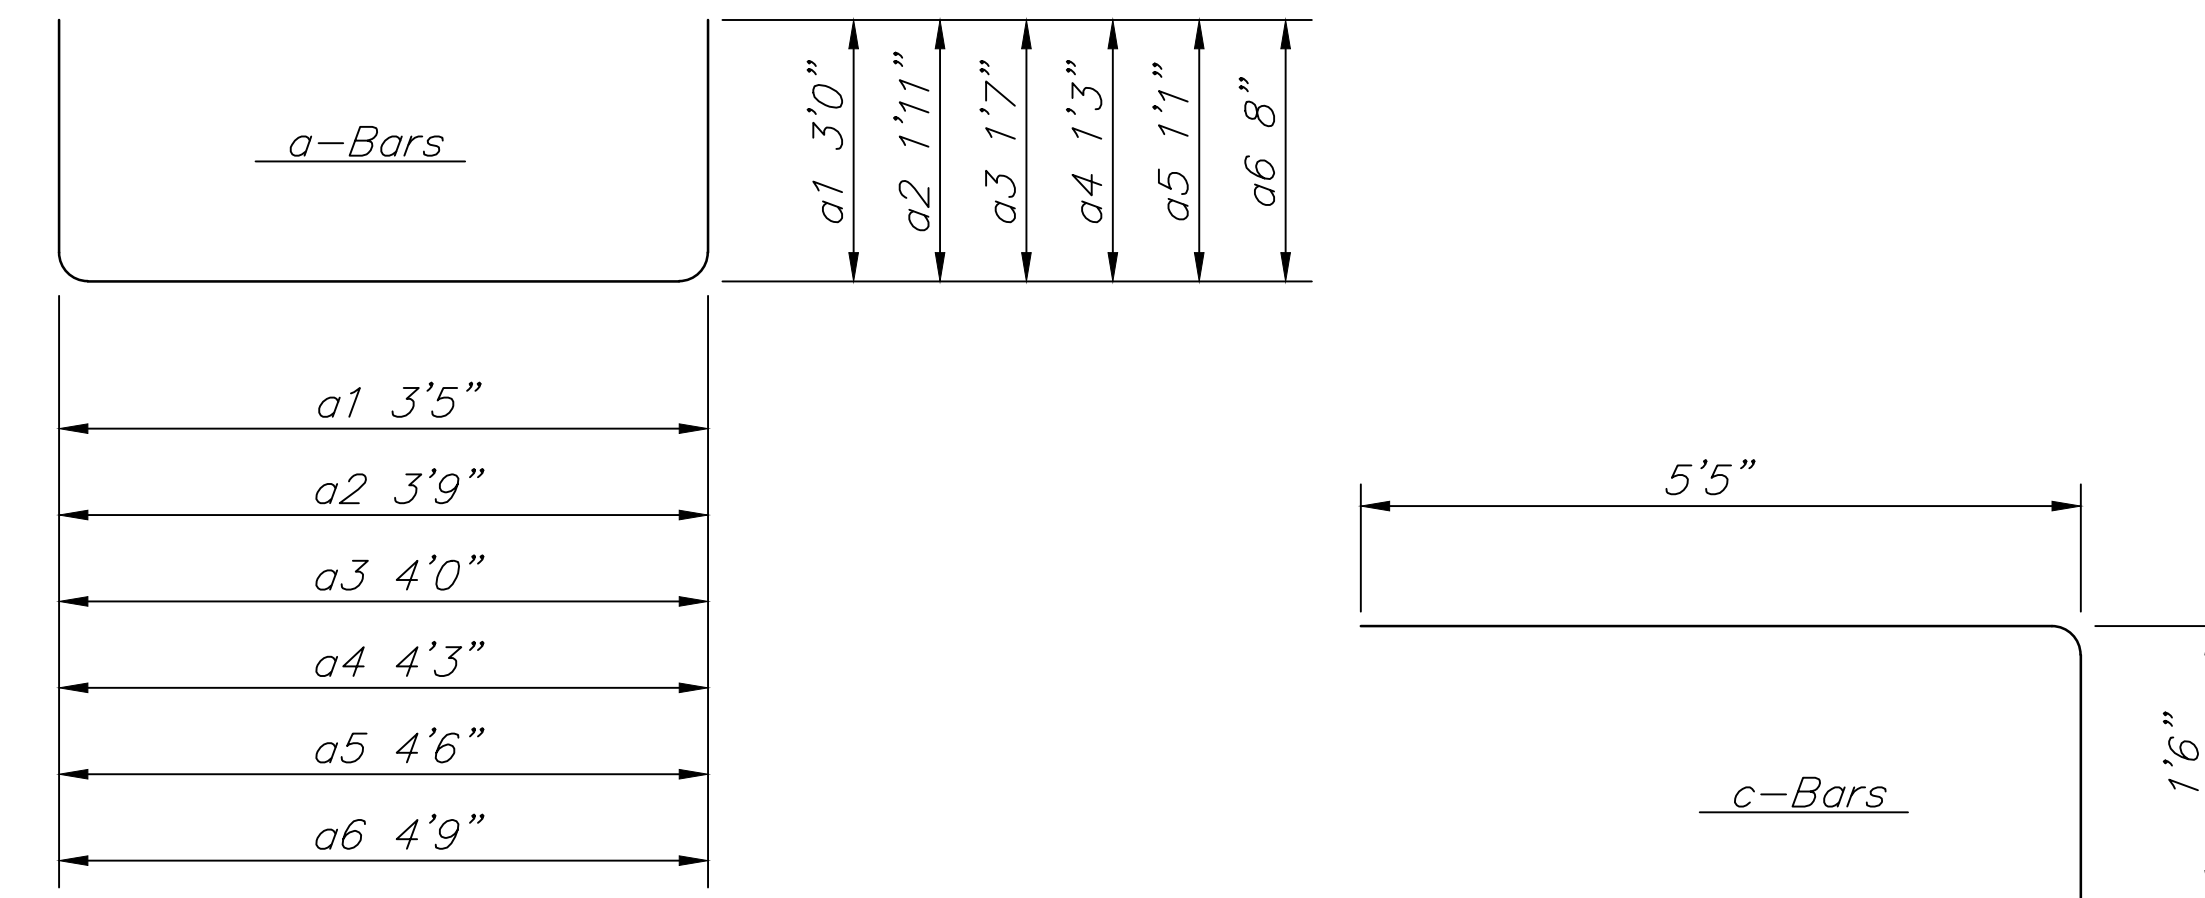 a-Bars
a1 3'0"
a2 1'11"
a3 1'7"
a4 1'3"
a5 1'1"
a6 8"
a1 3'5"
a2 3'9"
a3 4'0"
a4 4'3"
a5 4'6"
a6 4'9"
5'5"
c-Bars
1'6"